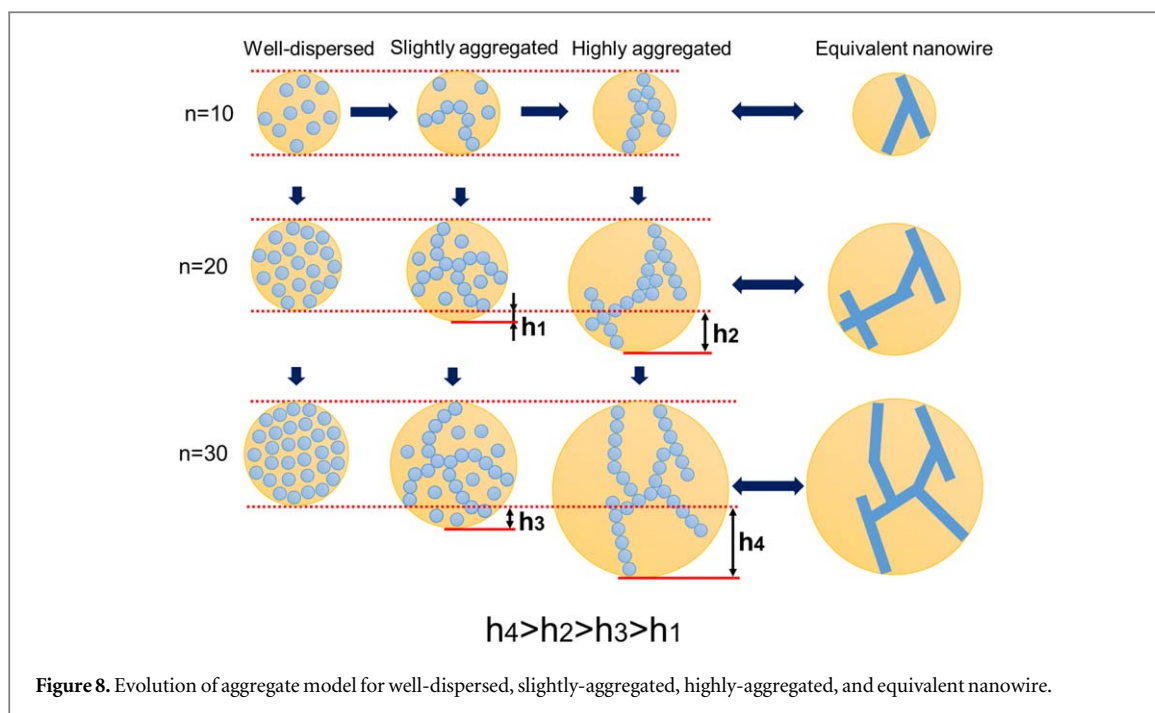 Well-dispersed Slightly aggregated Highly aggregated Equivalent nanowire
n=10
n=20
h1
h2
n=30
h3
h4
h4>h2>h3>h1
Figure 8. Evolution of aggregate model for well-dispersed, slightly-aggregated, highly-aggregated, and equivalent nanowire.